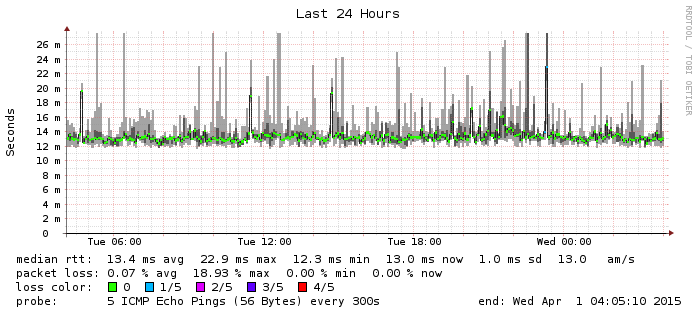 Last 24 Hours
RRDTOOL / TOBI OETIKER
Seconds
26 m
24 m
22 m
20 m
18 m
16 m
14 m
12 m
10 m
8 m
6 m
4 m
2 m
0
Tue 06:00 Tue 12:00 Tue 18:00 Wed 00:00
median rtt: 13.4 ms avg 22.9 ms max 12.3 ms min 13.0 ms now 1.0 ms sd 13.0 am/s
packet loss: 0.07 % avg 18.93 % max 0.00 % min 0.00 % now
loss color: 0 1/5 2/5 3/5 4/5
probe: 5 ICMP Echo Pings (56 Bytes) every 300s end: Wed Apr 1 04:05:10 2015